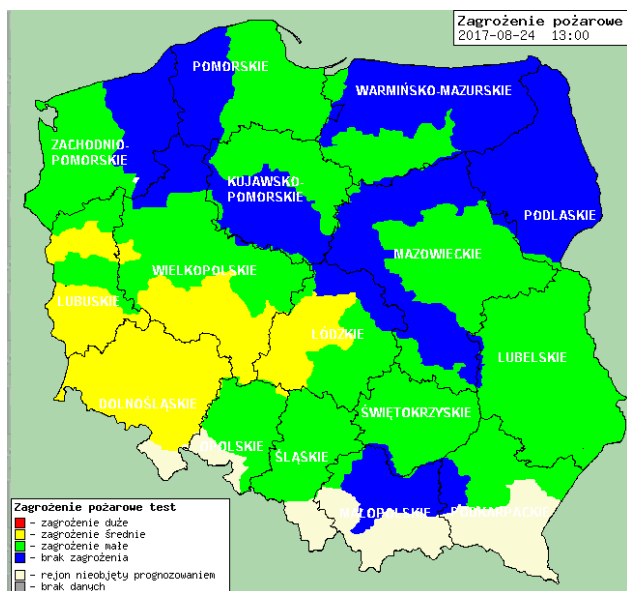 Zagrożenie pożarowe
2017-08-24 13:00
POMORSKIE
WARMIŃSKO-MAZURSKIE
ZACHODNIO-
POMORSKIE
KUJAWSKO-
POMORSKIE
PODLASKIE
MAZOWIECKIE
WIELKOPOLSKIE
LUBUSKIE
ŁÓDZKIE
LUBELSKIE
DOLNOŚLĄSKIE
ŚWIĘTOKRZYSKIE
OPOLSKIE
ŚLĄSKIE
MAŁOPOLSKIE
PODKARPACKIE
Zagrożenie pożarowe test
- zagrożenie duże
- zagrożenie średnie
- zagrożenie małe
- brak zagrożenia
- rejon nieobjęty prognozowaniem
- brak danych